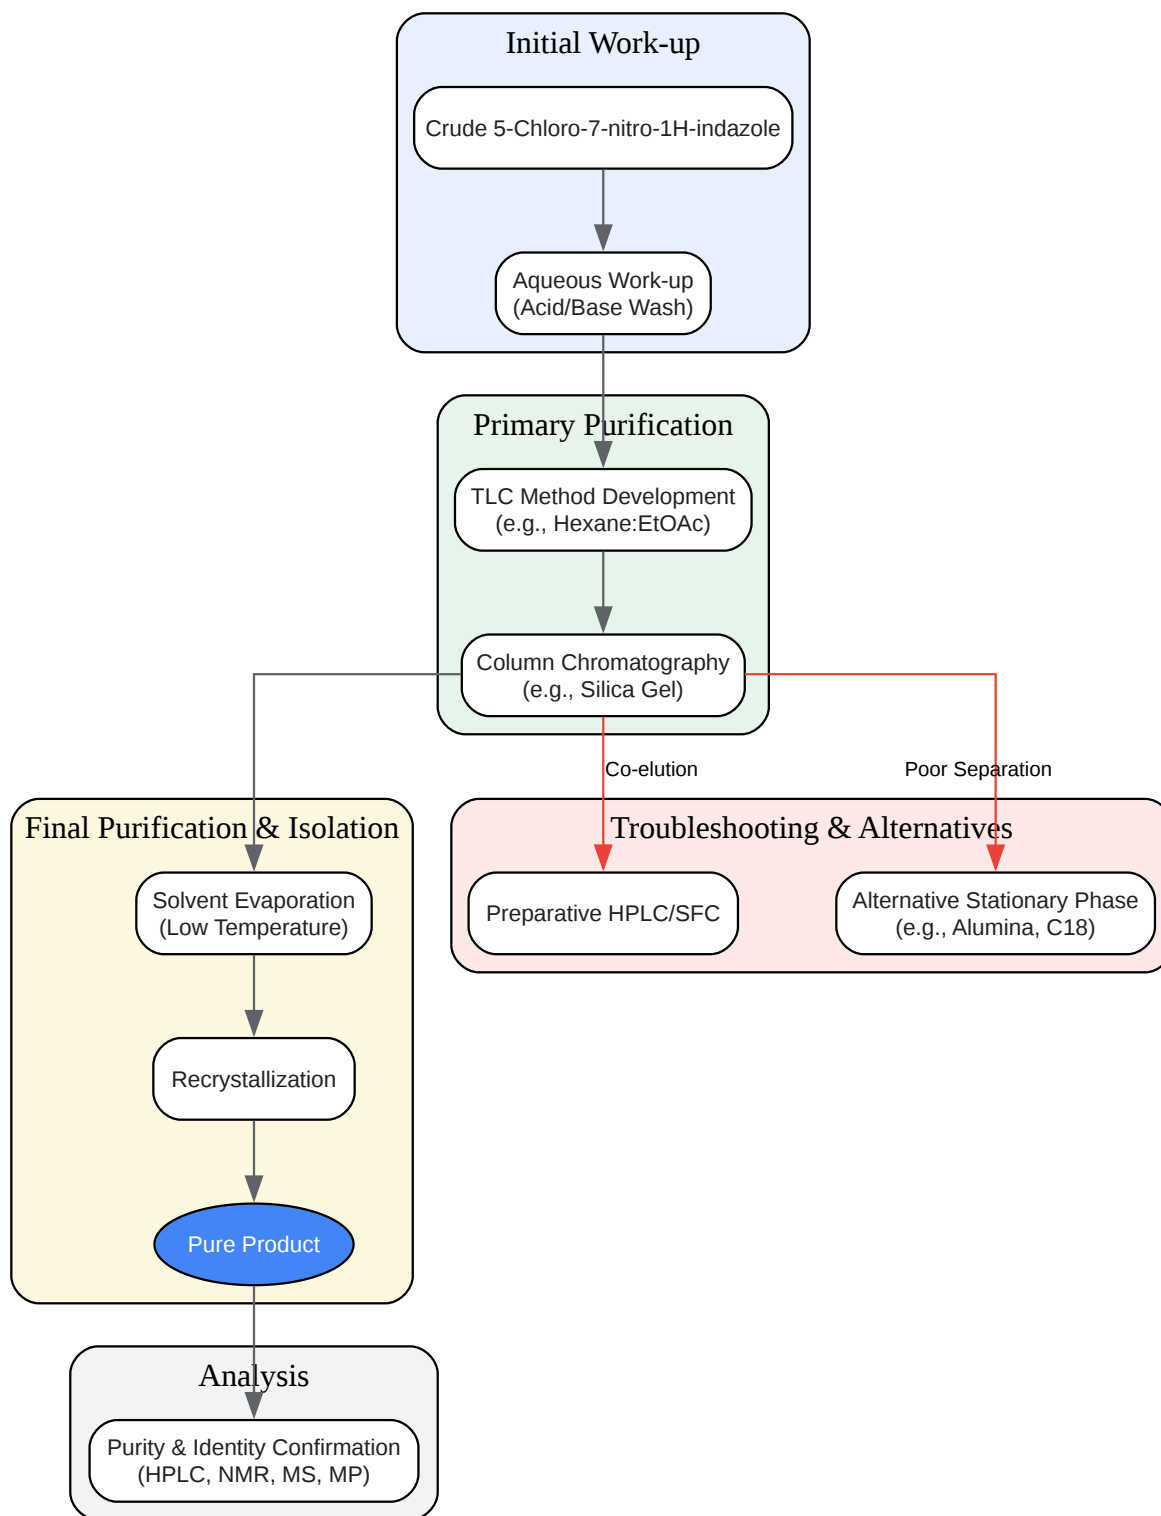 Initial Work-up
Crude 5-Chloro-7-nitro-1H-indazole
Aqueous Work-up
(Acid/Base Wash)
Primary Purification
TLC Method Development
(e.g., Hexane:EtOAc)
Column Chromatography
(e.g., Silica Gel)
Co-elution
Poor Separation
Final Purification & Isolation
Solvent Evaporation
(Low Temperature)
Recrystallization
Pure Product
Troubleshooting & Alternatives
Preparative HPLC/SFC
Alternative Stationary Phase
(e.g., Alumina, C18)
Analysis
Purity & Identity Confirmation
(HPLC, NMR, MS, MP)